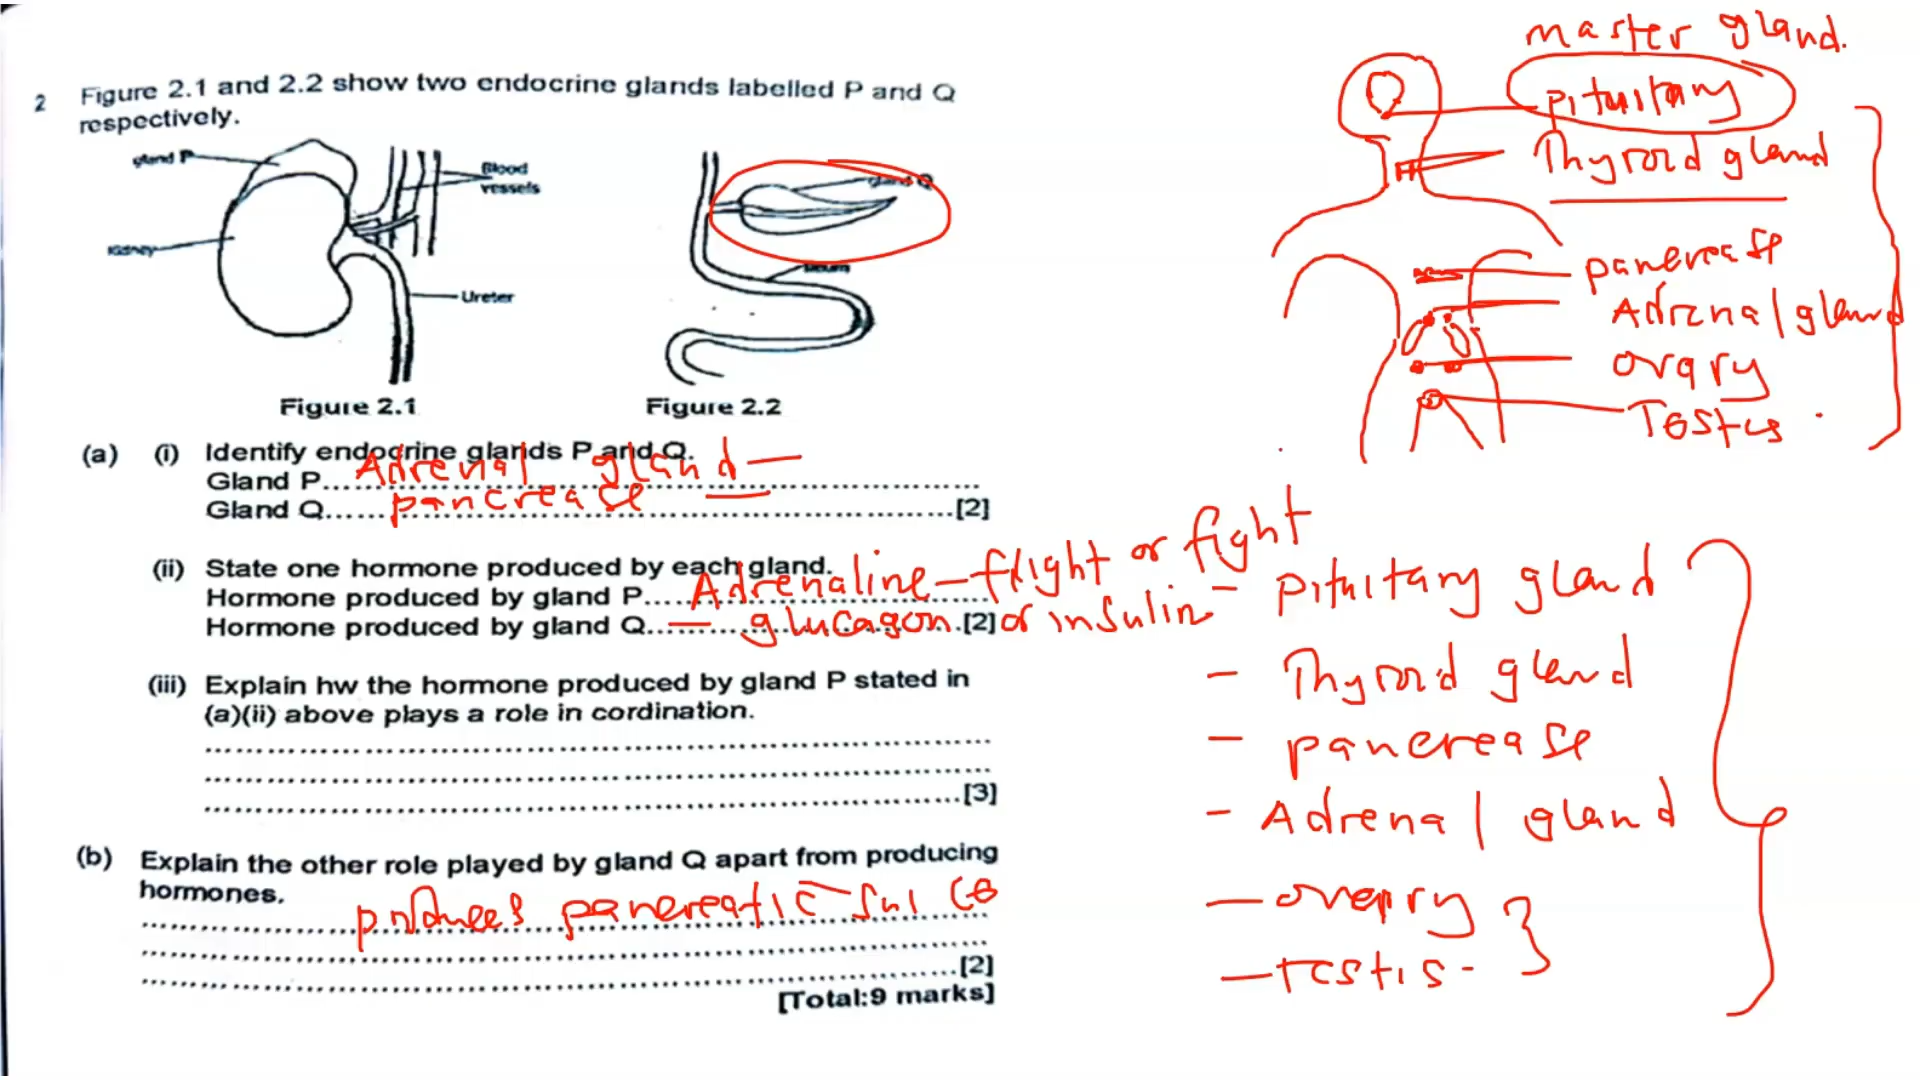 2 Figure 2.1 and 2.2 show two endocrine glands labelled P and Q
respectively.
gland P
Blood
vessels
Kidney
Ureter
Figure 2.1
gland Q
Figure 2.2
(a) (i) Identify endocrine glands P and Q.
Gland P... Adrenal gland —
Gland Q... pancrease [2]
(ii) State one hormone produced by each gland.
Hormone produced by gland P... Adrenaline – flight or fight
Hormone produced by gland Q... — glucagon [2] or insulin
(iii) Explain hw the hormone produced by gland P stated in
(a)(ii) above plays a role in cordination.
[3]
(b) Explain the other role played by gland Q apart from producing
hormones.
produces pancreatic
[2]
[Total:9 marks]
master gland.
pituitary
Thyroid gland
pancrease
Adrenal gland
ovary
Testis
- pituitary gland
- Thyroid gland
- pancrease
- Adrenal gland
- ovary
- testis